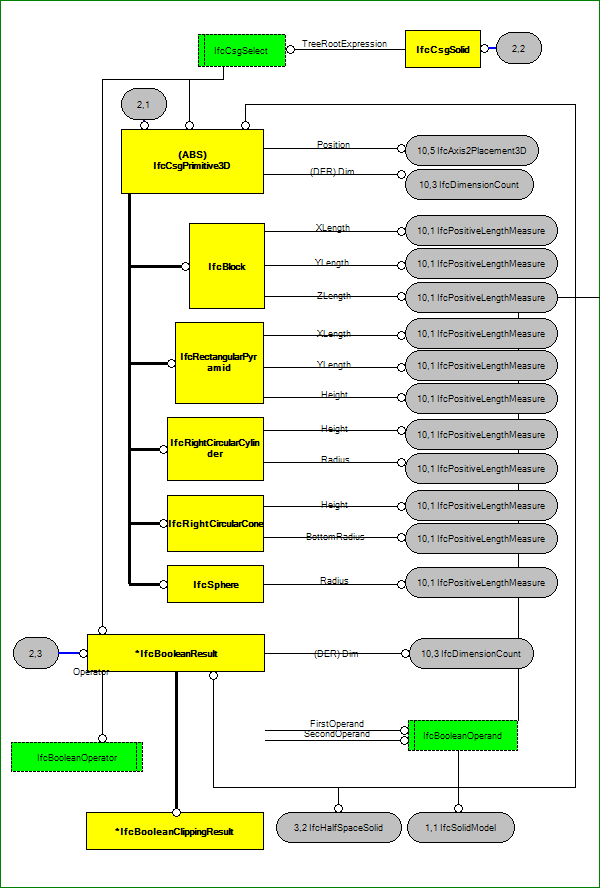 IfcCsgSelect
TreeRootExpression
IfcCsgSolid
2,2
2,1
(ABS)
IfcCsgPrimitive3D
Position
10,5 IfcAxis2Placement3D
(DER) Dim
10,3 IfcDimensionCount
IfcBlock
XLength
10,1 IfcPositiveLengthMeasure
YLength
10,1 IfcPositiveLengthMeasure
ZLength
10,1 IfcPositiveLengthMeasure
IfcRectangularPyr
amid
XLength
10,1 IfcPositiveLengthMeasure
YLength
10,1 IfcPositiveLengthMeasure
Height
10,1 IfcPositiveLengthMeasure
IfcRightCircularCylin
der
Height
10,1 IfcPositiveLengthMeasure
Radius
10,1 IfcPositiveLengthMeasure
IfcRightCircularCone
Height
10,1 IfcPositiveLengthMeasure
BottomRadius
10,1 IfcPositiveLengthMeasure
IfcSphere
Radius
10,1 IfcPositiveLengthMeasure
2,3
*IfcBooleanResult
(DER) Dim
10,3 IfcDimensionCount
Operator
FirstOperand
SecondOperand
IfcBooleanOperand
IfcBooleanOperator
*IfcBooleanClippingResult
3,2 IfcHalfSpaceSolid
1,1 IfcSolidModel